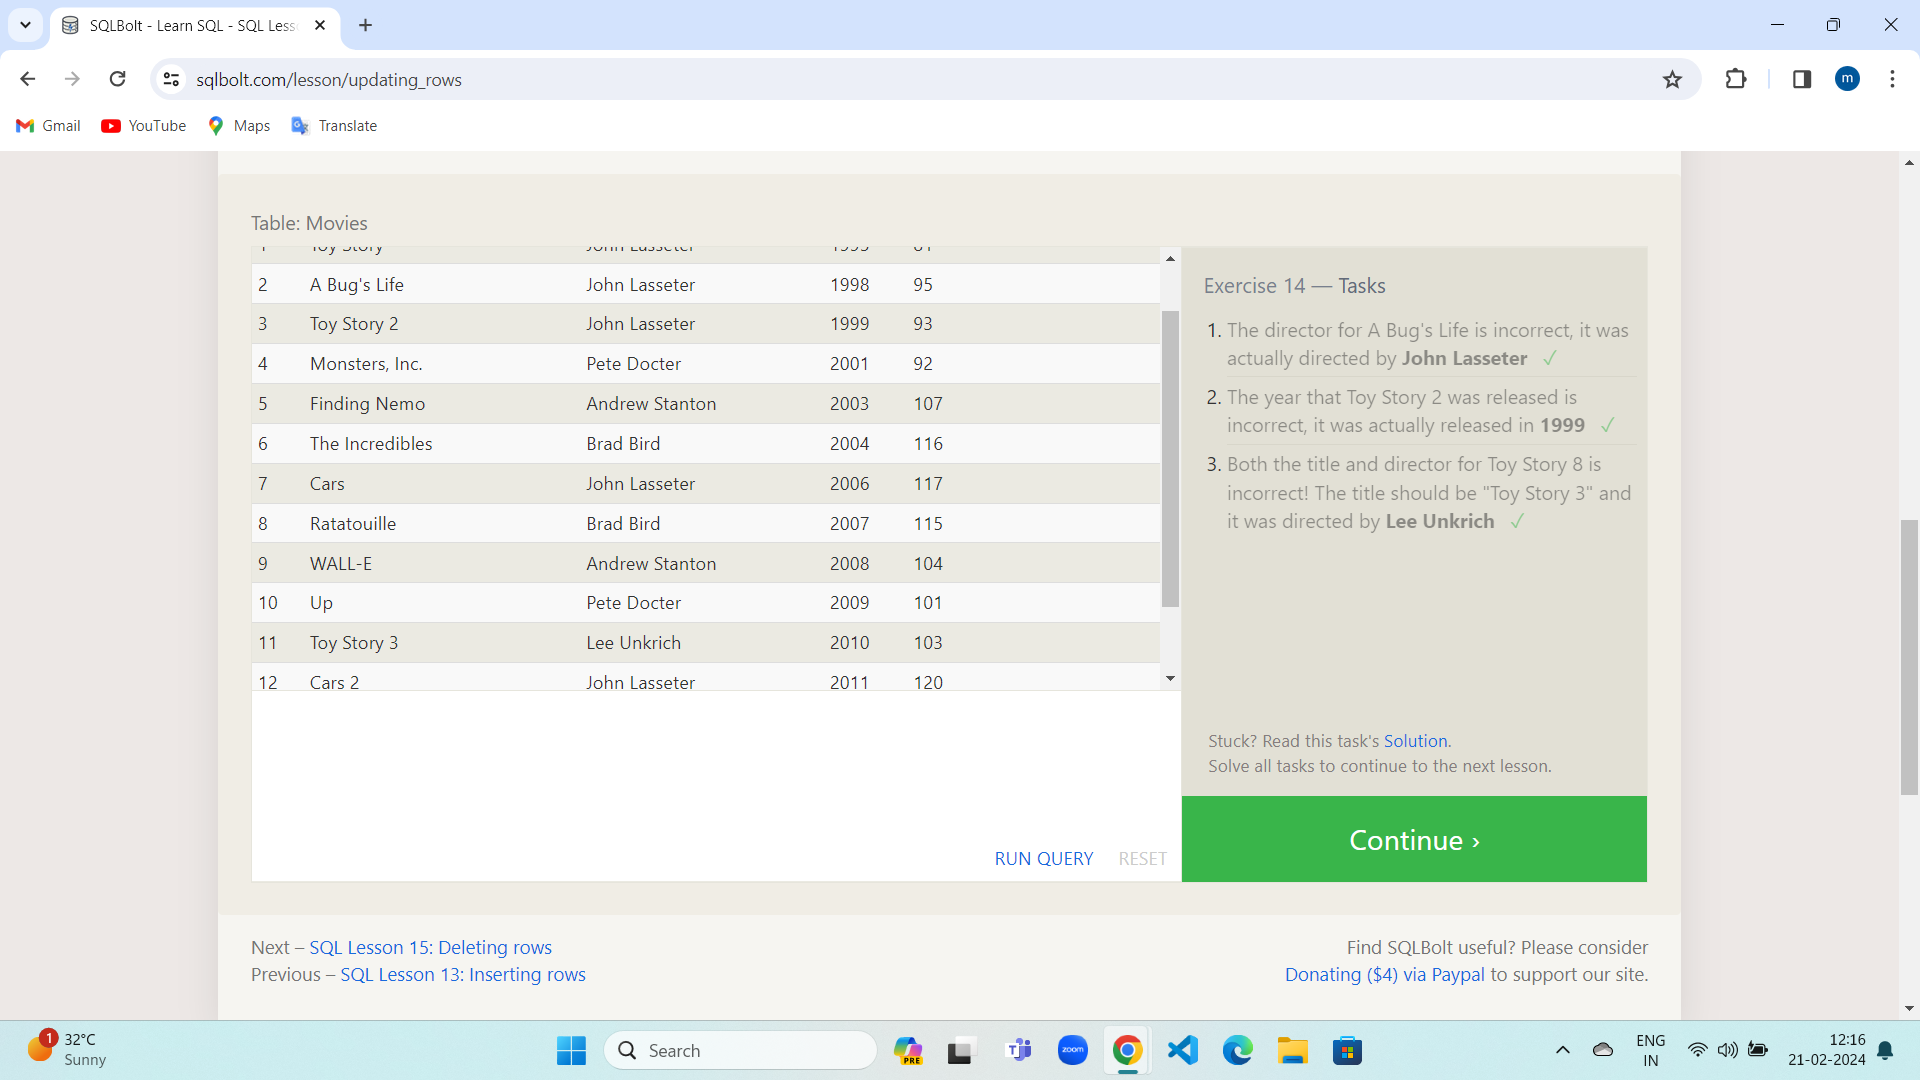 SQLBolt - Learn SQL - SQL Less
sqlbolt.com/lesson/updating_rows
m
Gmail YouTube Maps Translate
Table: Movies
1 Toy Story John Lasseter 1995 81
2 A Bug's Life John Lasseter 1998 95
3 Toy Story 2 John Lasseter 1999 93
4 Monsters, Inc. Pete Docter 2001 92
5 Finding Nemo Andrew Stanton 2003 107
6 The Incredibles Brad Bird 2004 116
7 Cars John Lasseter 2006 117
8 Ratatouille Brad Bird 2007 115
9 WALL-E Andrew Stanton 2008 104
10 Up Pete Docter 2009 101
11 Toy Story 3 Lee Unkrich 2010 103
12 Cars 2 John Lasseter 2011 120
RUN QUERY RESET
Exercise 14 — Tasks
1. The director for A Bug's Life is incorrect, it was
actually directed by John Lasseter ✓
2. The year that Toy Story 2 was released is
incorrect, it was actually released in 1999 ✓
3. Both the title and director for Toy Story 8 is
incorrect! The title should be "Toy Story 3" and
it was directed by Lee Unkrich ✓
Stuck? Read this task's Solution.
Solve all tasks to continue to the next lesson.
Continue ›
Next – SQL Lesson 15: Deleting rows
Previous – SQL Lesson 13: Inserting rows
Find SQLBolt useful? Please consider
Donating ($4) via Paypal to support our site.
1
32°C
Sunny
Search
PRE
zoom
ENG
IN
12:16
21-02-2024